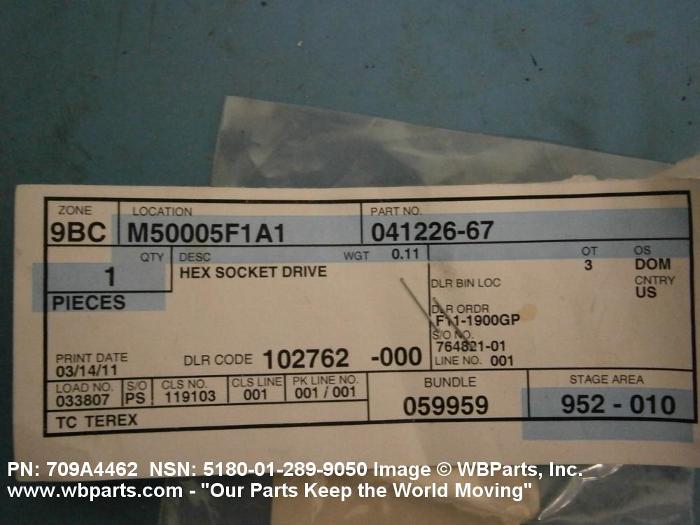 ZONE LOCATION PART NO.
9BC M50005F1A1 041226-67
QTY DESC WGT 0.11 OT OS
1 HEX SOCKET DRIVE 3 DOM
DLR BIN LOC CNTRY
US
PIECES
DLR ORDR
F11-1900GP
S/O NO.
764821-01
PRINT DATE DLR CODE 102762 -000 LINE NO. 001
03/14/11
LOAD NO. S/O CLS NO. CLS LINE PK LINE NO. BUNDLE STAGE AREA
033807 PS 119103 001 001 / 001 059959 952 - 010
TC TEREX
PN: 709A4462 NSN: 5180-01-289-9050 Image © WBParts, Inc.
www.wbparts.com - "Our Parts Keep the World Moving"